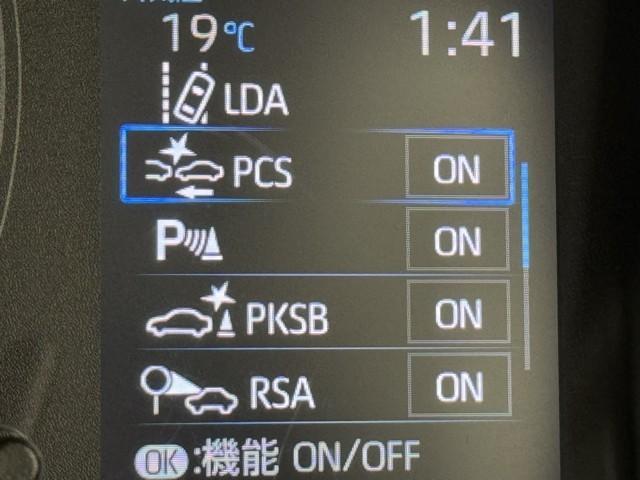 19℃ 1:41
LDA
PCS ON
P ON
PKSB ON
RSA ON
OK:機能 ON/OFF